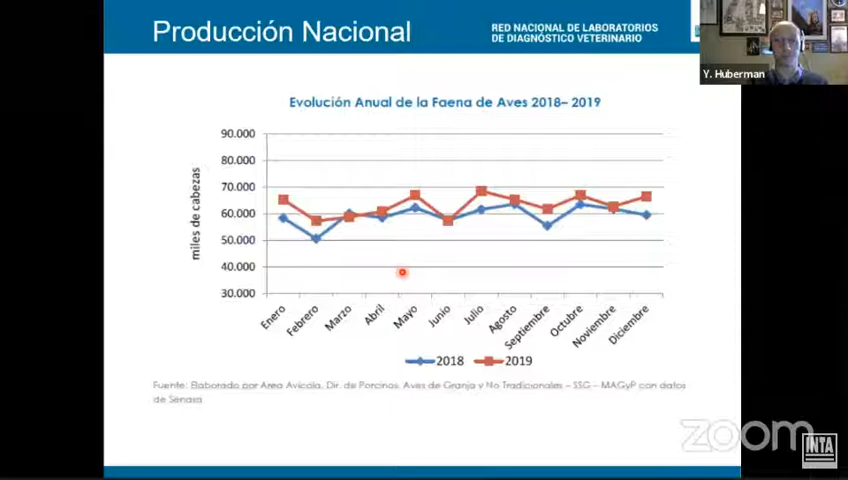 Producción Nacional
RED NACIONAL DE LABORATORIOS
DE DIAGNÓSTICO VETERINARIO
Y. Huberman
Evolución Anual de la Faena de Aves 2018– 2019
miles de cabezas
90.000
80.000
70.000
60.000
50.000
40.000
30.000
Enero
Febrero
Marzo
Abril
Mayo
Junio
Julio
Agosto
Septiembre
Octubre
Noviembre
Diciembre
2018
2019
Fuente: Elaborado por Area Avícola, Dir. de Porcinos, Aves de Granja y No Tradicionales – SSG – MAGyP con datos
de Senasa
zoom
INTA